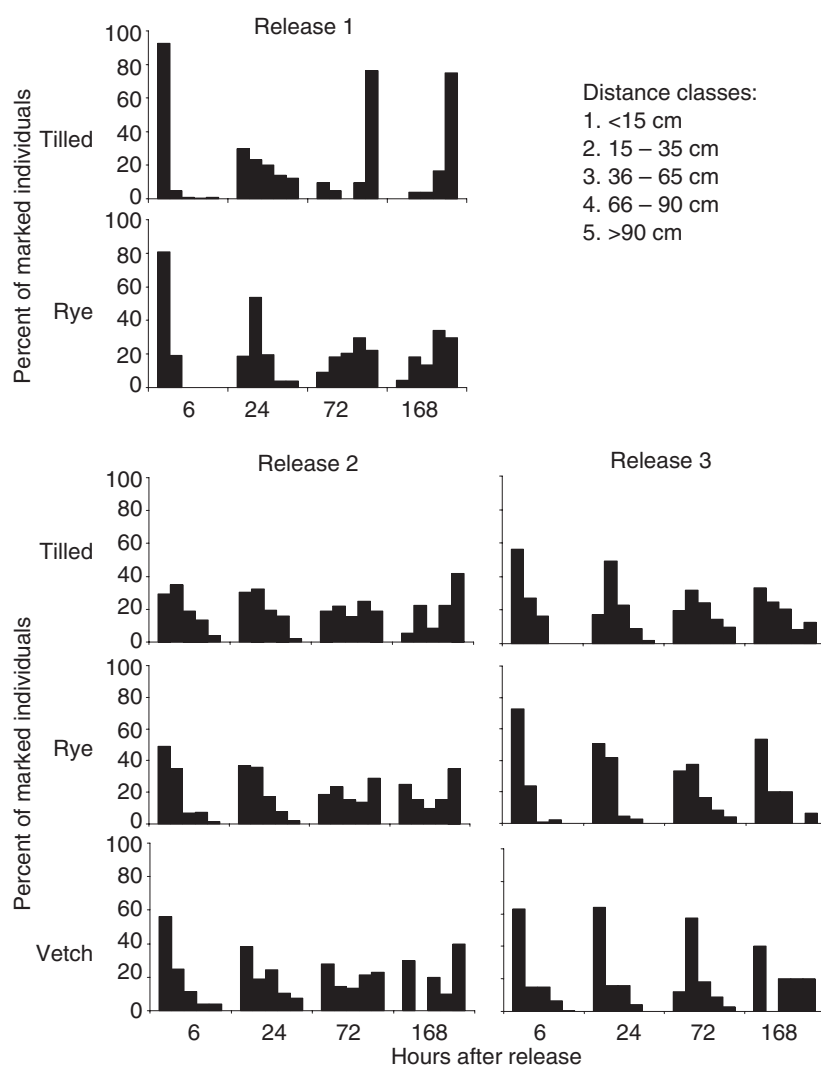 Release 1
Percent of marked individuals
Tilled
100
80
60
40
20
0
Rye
100
80
60
40
20
0
6 24 72 168
Distance classes:
1. <15 cm
2. 15 – 35 cm
3. 36 – 65 cm
4. 66 – 90 cm
5. >90 cm
Release 2
Release 3
Percent of marked individuals
Tilled
100
80
60
40
20
0
Rye
100
80
60
40
20
0
Vetch
100
80
60
40
20
0
6 24 72 168
6 24 72 168
Hours after release